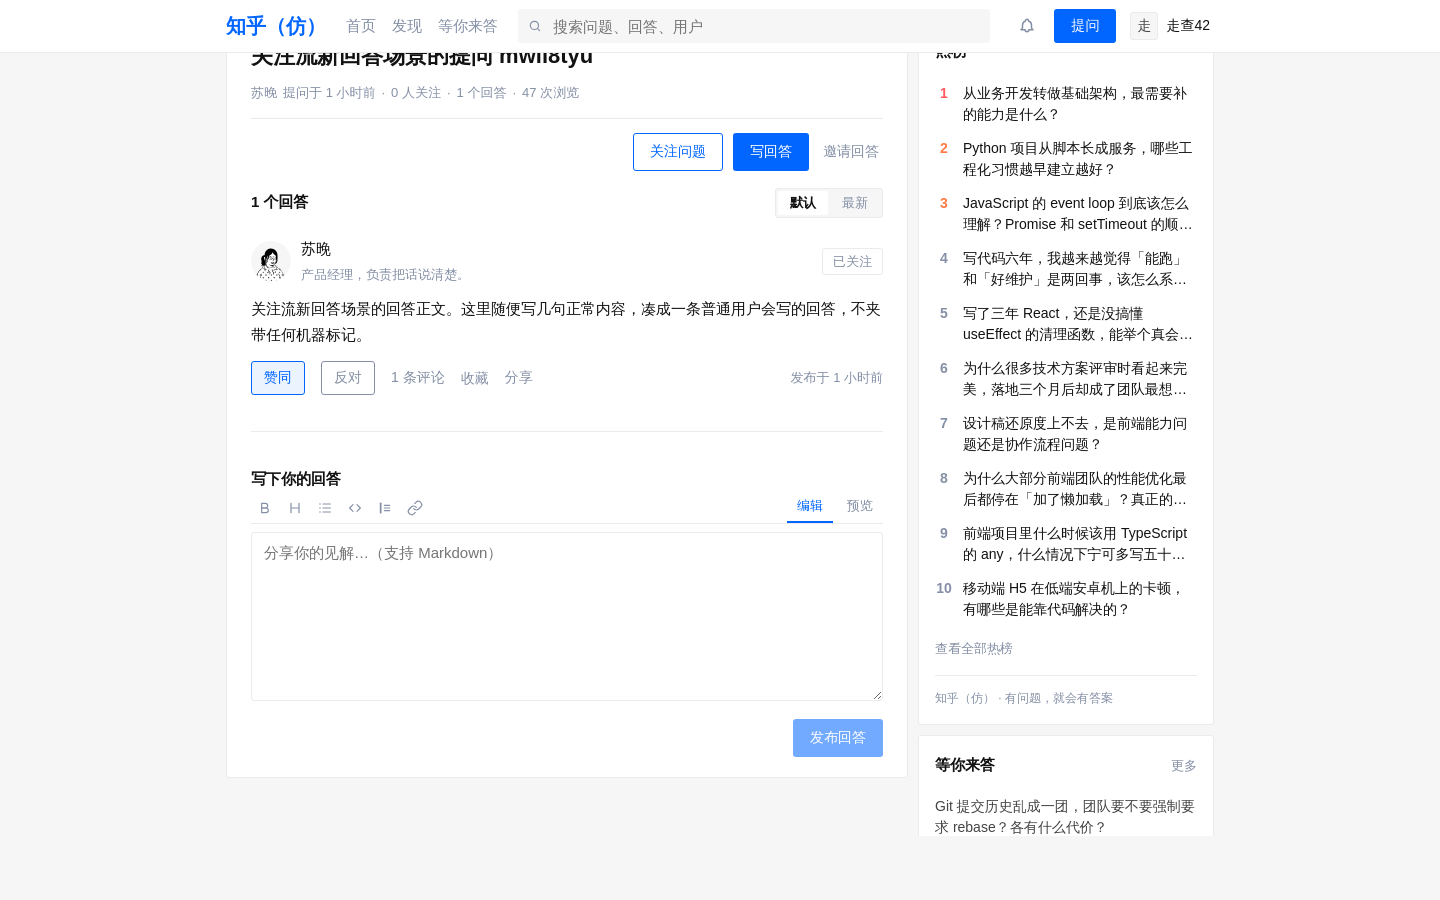 知乎（仿） 首页 发现 等你来答 搜索问题、回答、用户 提问 走 走查42
关注流新回答场景的提问 mwil8tyu
苏晚 提问于 1 小时前 · 0 人关注 · 1 个回答 · 47 次浏览
关注问题 写回答 邀请回答
1 个回答 默认 最新
苏晚
产品经理，负责把话说清楚。
已关注
关注流新回答场景的回答正文。这里随便写几句正常内容，凑成一条普通用户会写的回答，不夹
带任何机器标记。
赞同 反对 1 条评论 收藏 分享 发布于 1 小时前
写下你的回答
B H 编辑 预览
分享你的见解…（支持 Markdown）
发布回答
热榜
1 从业务开发转做基础架构，最需要补
的能力是什么？
2 Python 项目从脚本长成服务，哪些工
程化习惯越早建立越好？
3 JavaScript 的 event loop 到底该怎么
理解？Promise 和 setTimeout 的顺…
4 写代码六年，我越来越觉得「能跑」
和「好维护」是两回事，该怎么系…
5 写了三年 React，还是没搞懂
useEffect 的清理函数，能举个真会…
6 为什么很多技术方案评审时看起来完
美，落地三个月后却成了团队最想…
7 设计稿还原度上不去，是前端能力问
题还是协作流程问题？
8 为什么大部分前端团队的性能优化最
后都停在「加了懒加载」？真正的…
9 前端项目里什么时候该用 TypeScript
的 any，什么情况下宁可多写五十…
10 移动端 H5 在低端安卓机上的卡顿，
有哪些是能靠代码解决的？
查看全部热榜
知乎（仿） · 有问题，就会有答案
等你来答 更多
Git 提交历史乱成一团，团队要不要强制要
求 rebase？各有什么代价？